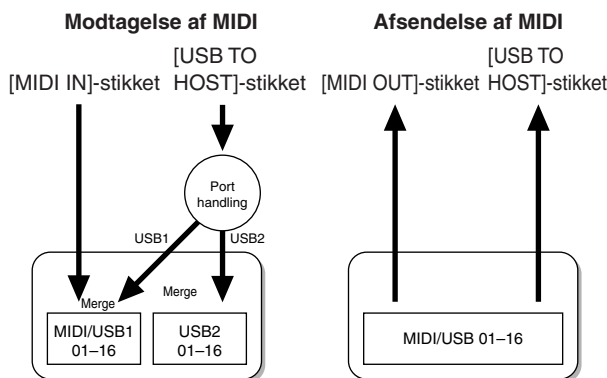 Modtagelse af MIDI
[MIDI IN]-stikket
[USB TO
HOST]-stikket
Port
handling
USB1
USB2
Merge
Merge
MIDI/USB1
01–16
USB2
01–16
Afsendelse af MIDI
[MIDI OUT]-stikket
[USB TO
HOST]-stikket
MIDI/USB 01–16